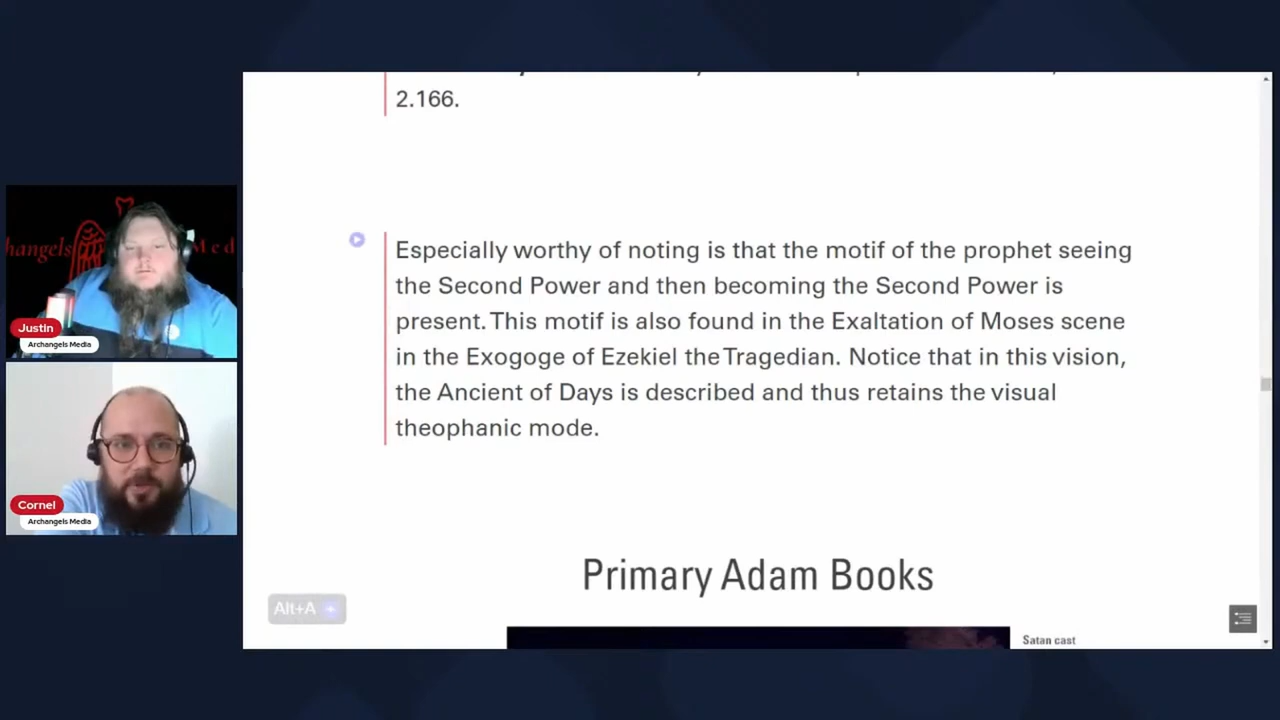 2.166.
Especially worthy of noting is that the motif of the prophet seeing
the Second Power and then becoming the Second Power is
present. This motif is also found in the Exaltation of Moses scene
in the Exogoge of Ezekiel the Tragedian. Notice that in this vision,
the Ancient of Days is described and thus retains the visual
theophanic mode.
Primary Adam Books
Satan cast
Alt+A
hangels Med
Justin
Archangels Media
Cornel
Archangels Media